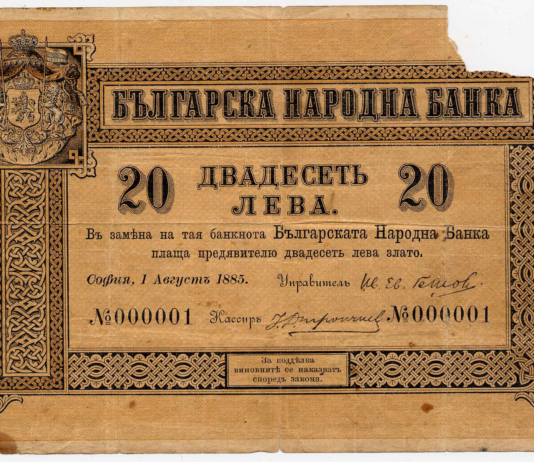 БЪЛГАРСКА НАРОДНА БАНКА
20 ДВАДЕСЕТЬ 20
ЛЕВА.
Въ замѣна на тая банкнота Българската Народна Банка
плаща предявителю двадесеть лева злато.
София, 1 Августъ 1885. Управитель
№000001 Кассиръ №000001
За поддѣлка
виновнитѣ се наказватъ
споредъ закона.